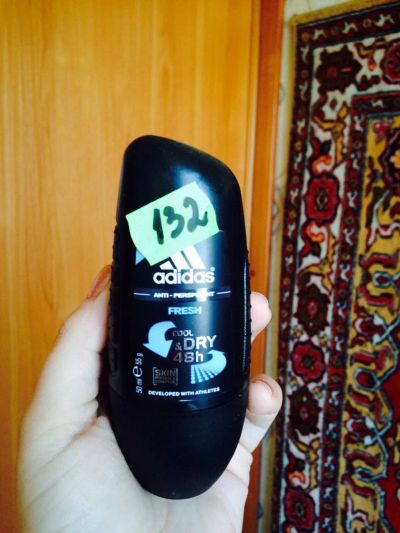 132
adidas
ANTI-PERSPIRANT
FRESH
COOL
&DRY
48h
SKIN
DEVELOPED WITH ATHLETES
50 ml e 55 g